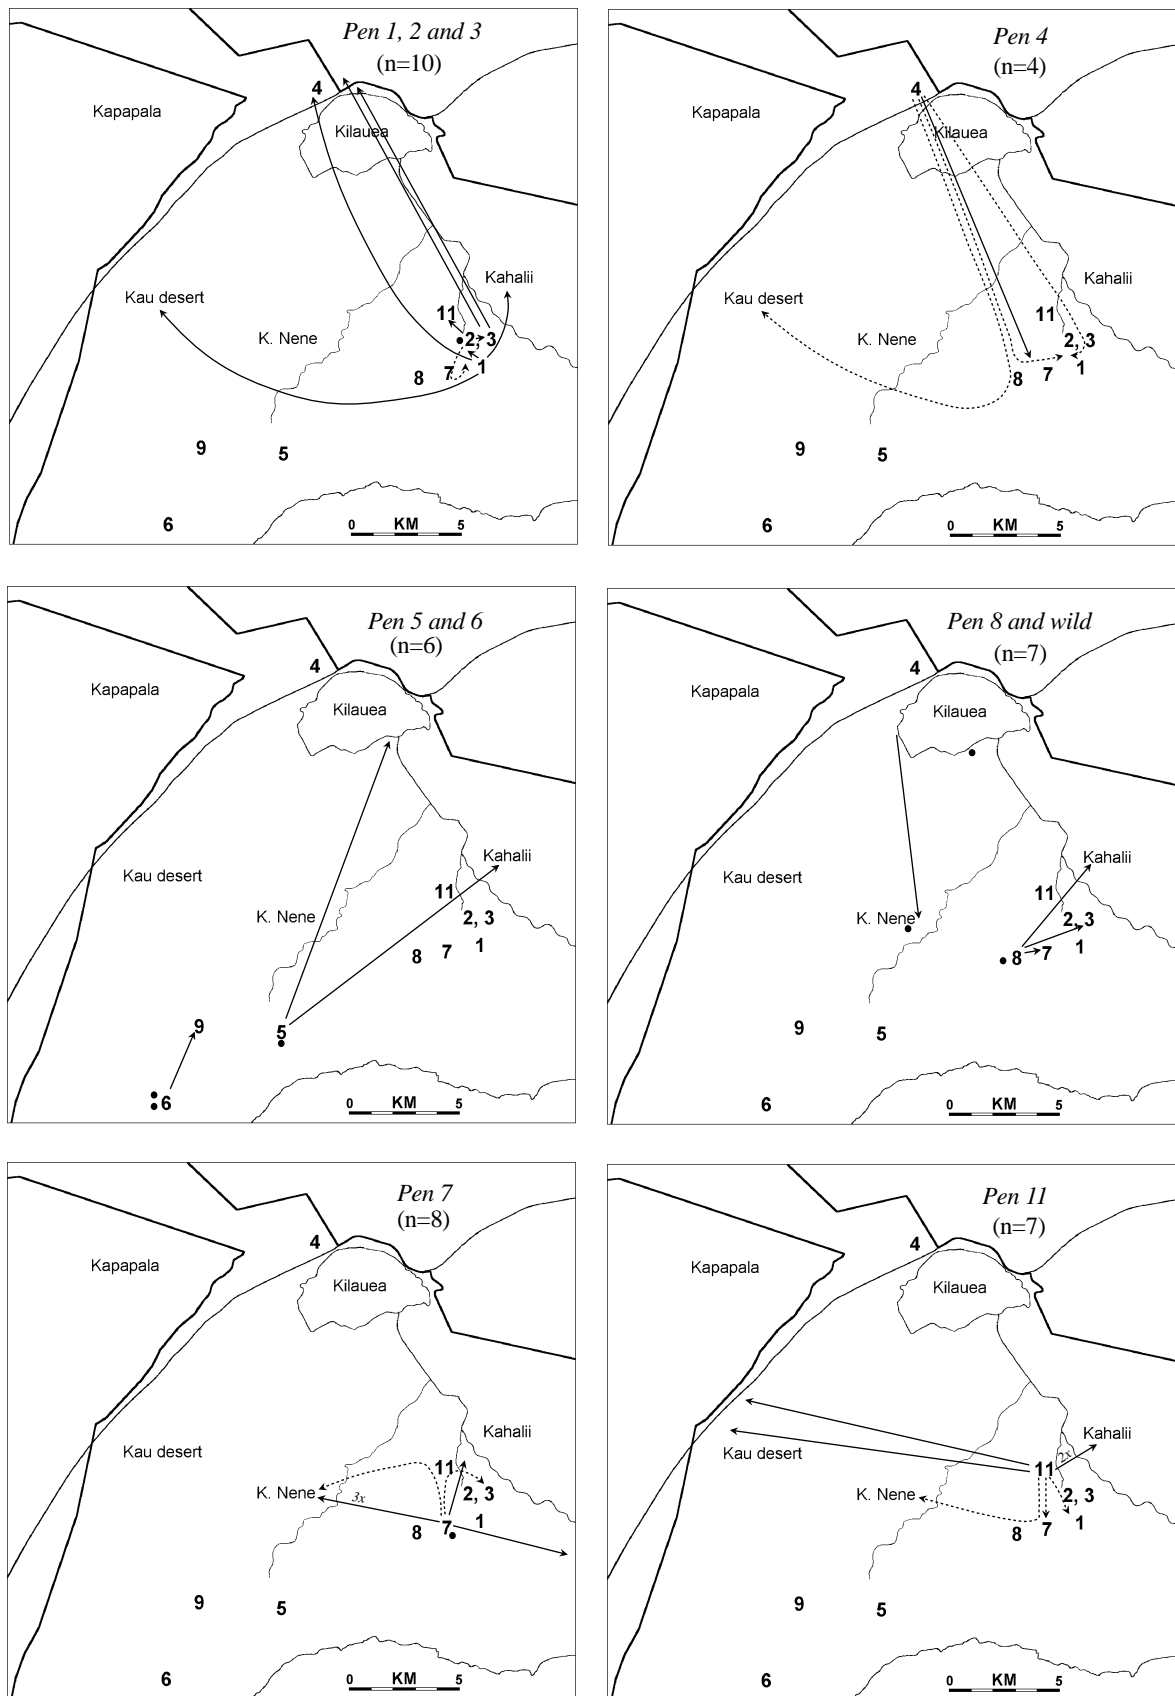 Pen 1, 2 and 3
(n=10)
4
Kapapala
Kilauea
Kahalii
Kau desert
11
K. Nene
2, 3
7
1
8
9
5
6
0 KM 5
Pen 4
(n=4)
4
Kapapala
Kilauea
Kahalii
Kau desert
11
K. Nene
2, 3
8
7
1
9
5
6
0 KM 5
Pen 5 and 6
(n=6)
4
Kapapala
Kilauea
Kahalii
Kau desert
11
K. Nene
2, 3
8
7
1
9
5
6
0 KM 5
Pen 8 and wild
(n=7)
4
Kapapala
Kilauea
Kahalii
Kau desert
11
K. Nene
2, 3
8
7
1
9
5
6
0 KM 5
Pen 7
(n=8)
4
Kapapala
Kilauea
Kahalii
Kau desert
11
K. Nene
3x
2, 3
8
7
1
9
5
6
0 KM 5
Pen 11
(n=7)
4
Kapapala
Kilauea
Kahalii
Kau desert
2x
11
K. Nene
2, 3
8
7
1
9
5
6
0 KM 5